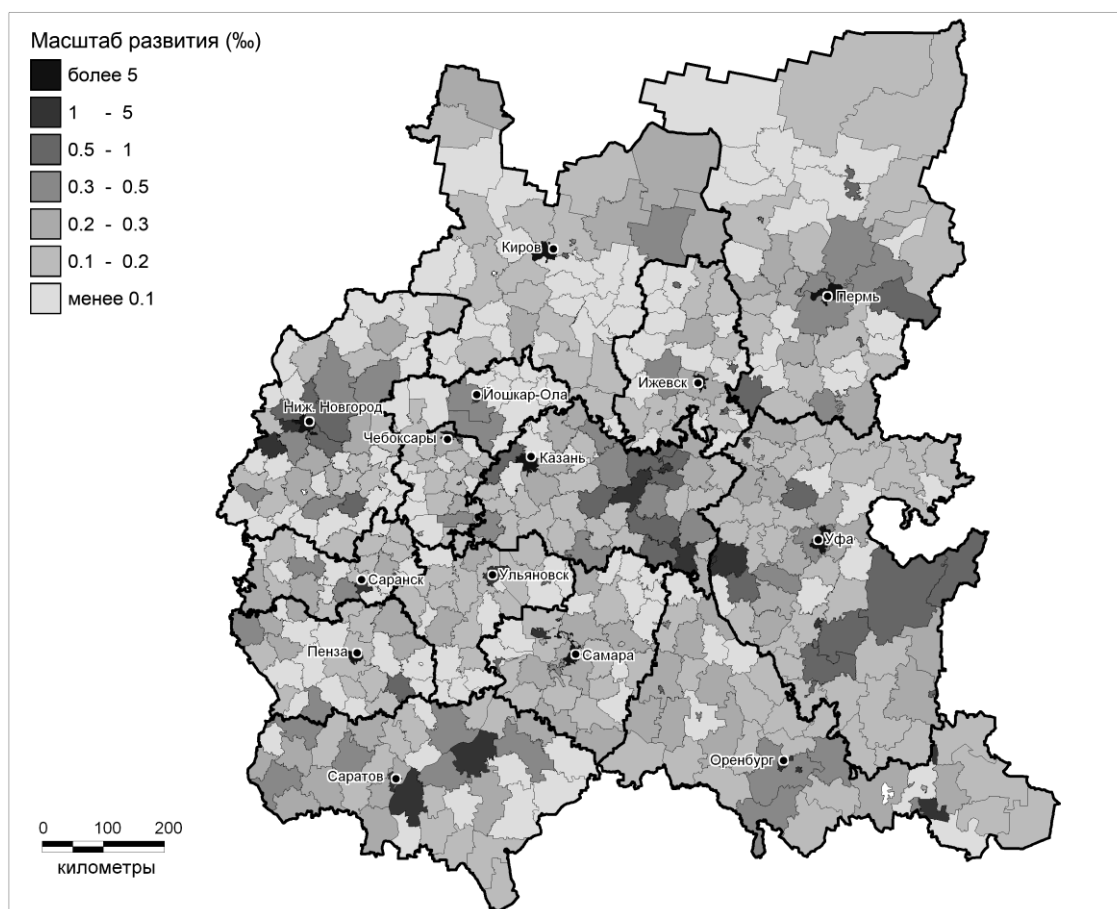 Масштаб развития (‰)
более 5
1 - 5
0.5 - 1
0.3 - 0.5
0.2 - 0.3
0.1 - 0.2
менее 0.1
Киров
Пермь
Ижевск
Йошкар-Ола
Ниж. Новгород
Чебоксары
Казань
Уфа
Саранск
Ульяновск
Пенза
Самара
Оренбург
Саратов
0 100 200
километры